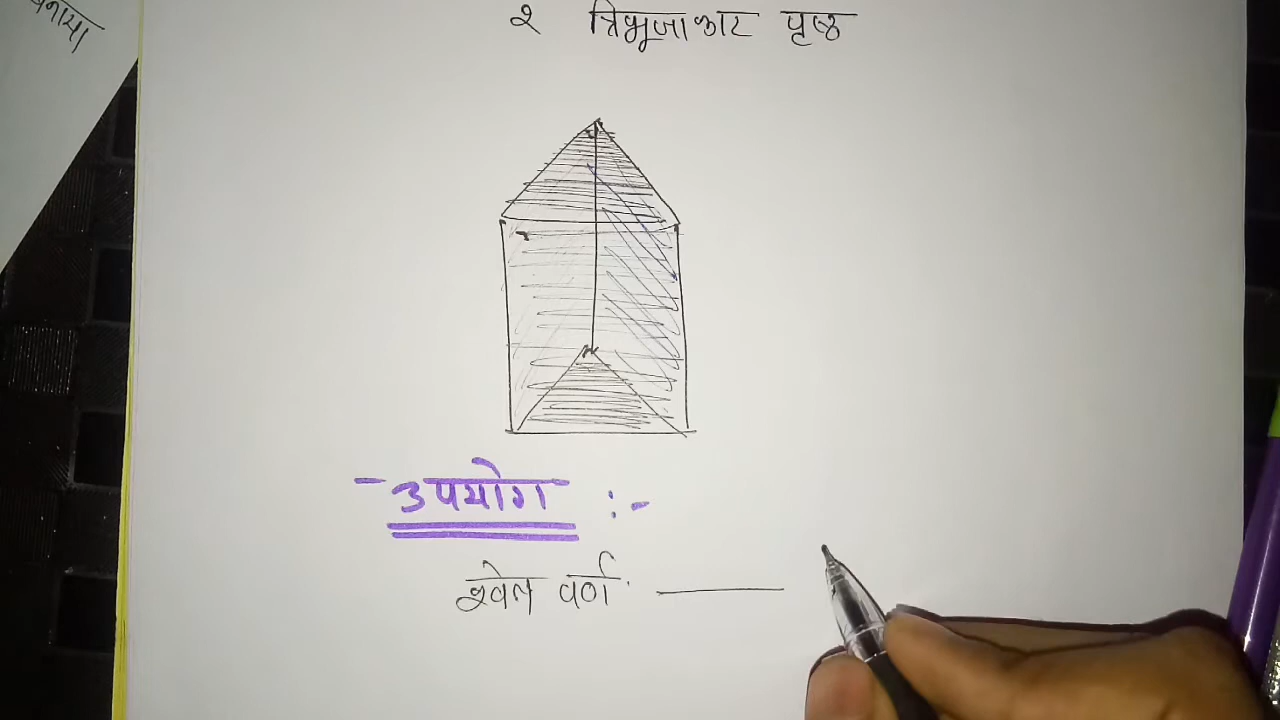 २ त्रिभुजाकार पृष्ठ
- उपयोग :-
श्वेत वर्ण